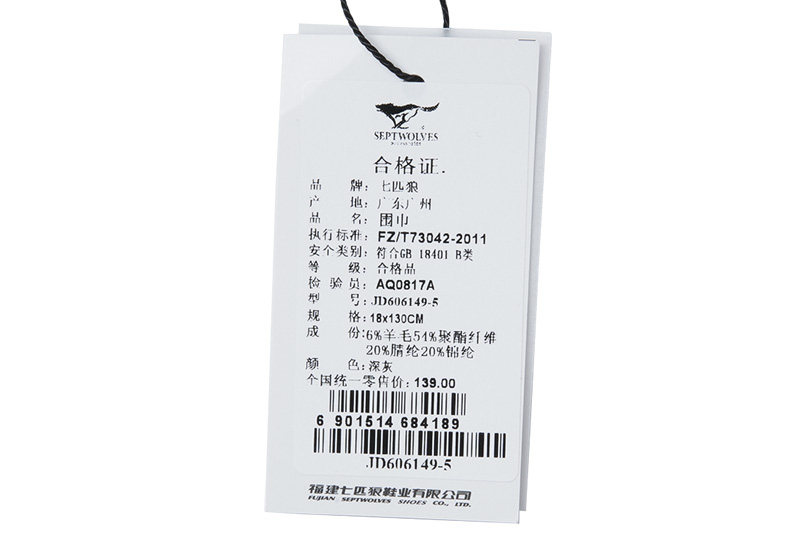 SEPTWOLVES
合格证.
品 牌: 七匹狼
产 地: 广东广州
品 名: 围巾
执行标准: FZ/T73042-2011
安全类别: 符合GB 18401 B类
等 级: 合格品
检 验 员: AQ0817A
型 号: JD606149-5
规 格: 18x130CM
成 份: 6%羊毛54%聚酯纤维
20%腈纶20%锦纶
颜 色: 深灰
全国统一零售价: 139.00
6 901514 684189
JD606149-5
福建七匹狼鞋业有限公司
FUJIAN SEPTWOLVES SHOES CO., LTD.